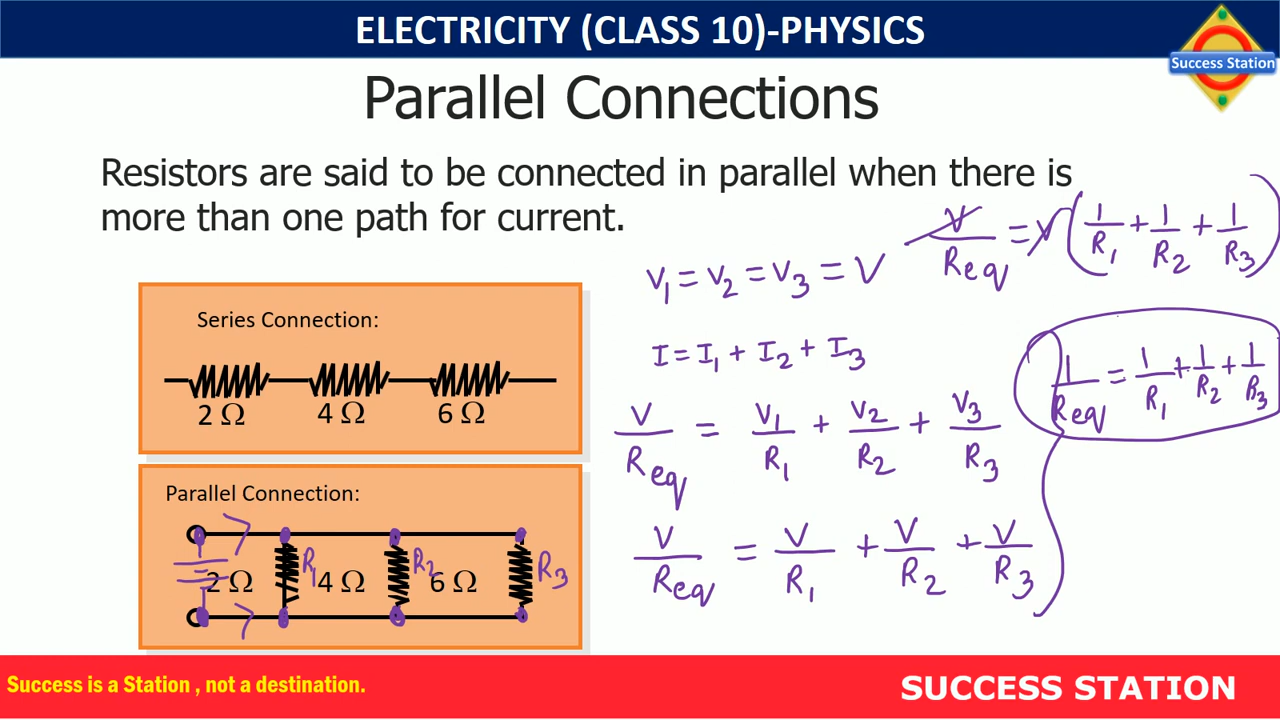 ELECTRICITY (CLASS 10)-PHYSICS
Success Station
Parallel Connections
Resistors are said to be connected in parallel when there is
more than one path for current.
Series Connection:
2 Ω 4 Ω 6 Ω
Parallel Connection:
2 Ω R₁ 4 Ω R₂ 6 Ω R₃
V₁ = V₂ = V₃ = V
I = I₁ + I₂ + I₃
V/Req = V₁/R₁ + V₂/R₂ + V₃/R₃
V/Req = V/R₁ + V/R₂ + V/R₃
V/Req = V(1/R₁ + 1/R₂ + 1/R₃)
1/Req = 1/R₁ + 1/R₂ + 1/R₃
Success is a Station , not a destination.
SUCCESS STATION